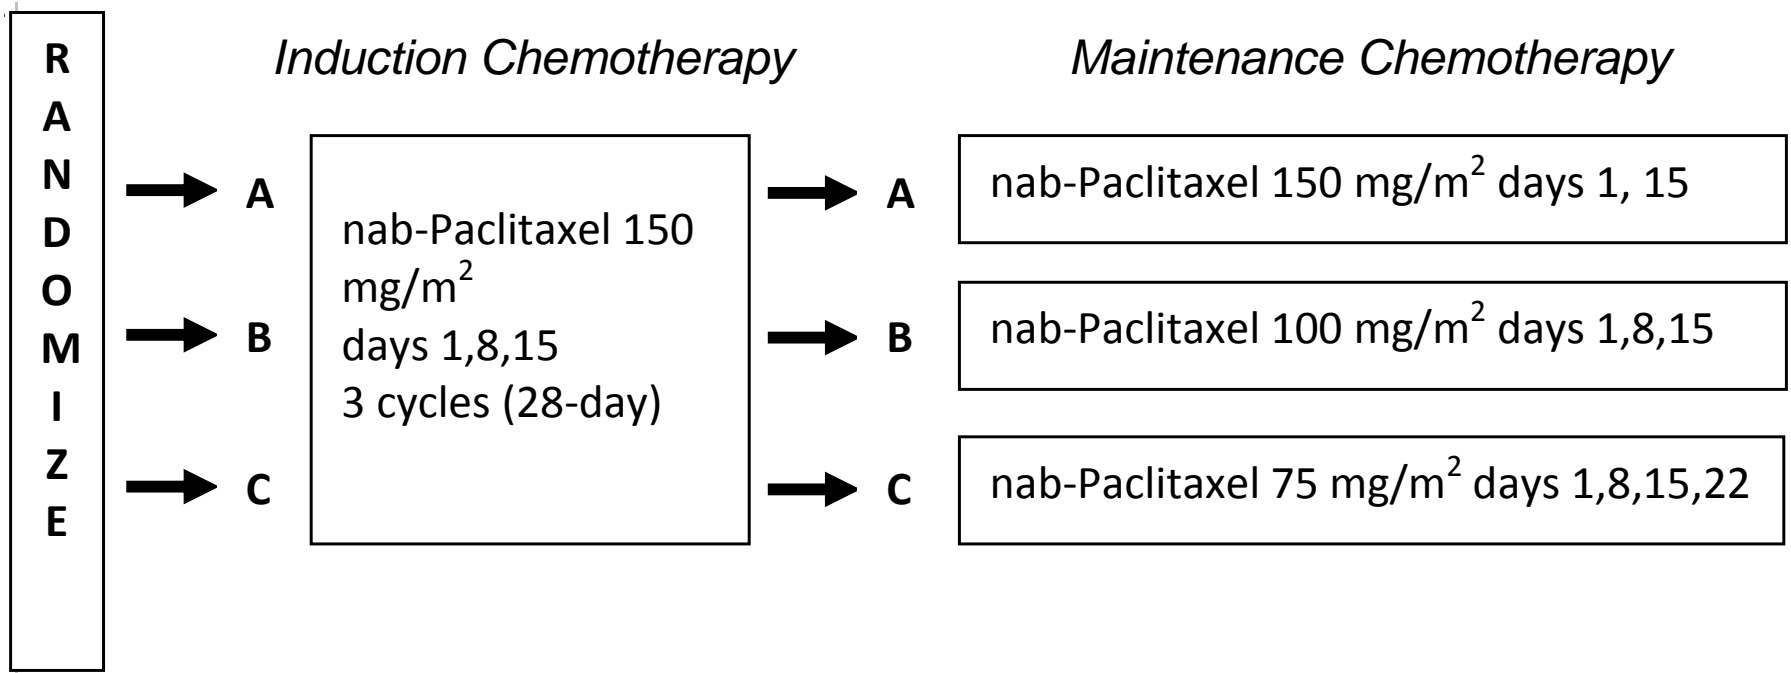 R
A
N
D
O
M
I
Z
E
Induction Chemotherapy
Maintenance Chemotherapy
A
B
C
nab-Paclitaxel 150
mg/m²
days 1,8,15
3 cycles (28-day)
A
nab-Paclitaxel 150 mg/m² days 1, 15
B
nab-Paclitaxel 100 mg/m² days 1,8,15
C
nab-Paclitaxel 75 mg/m² days 1,8,15,22